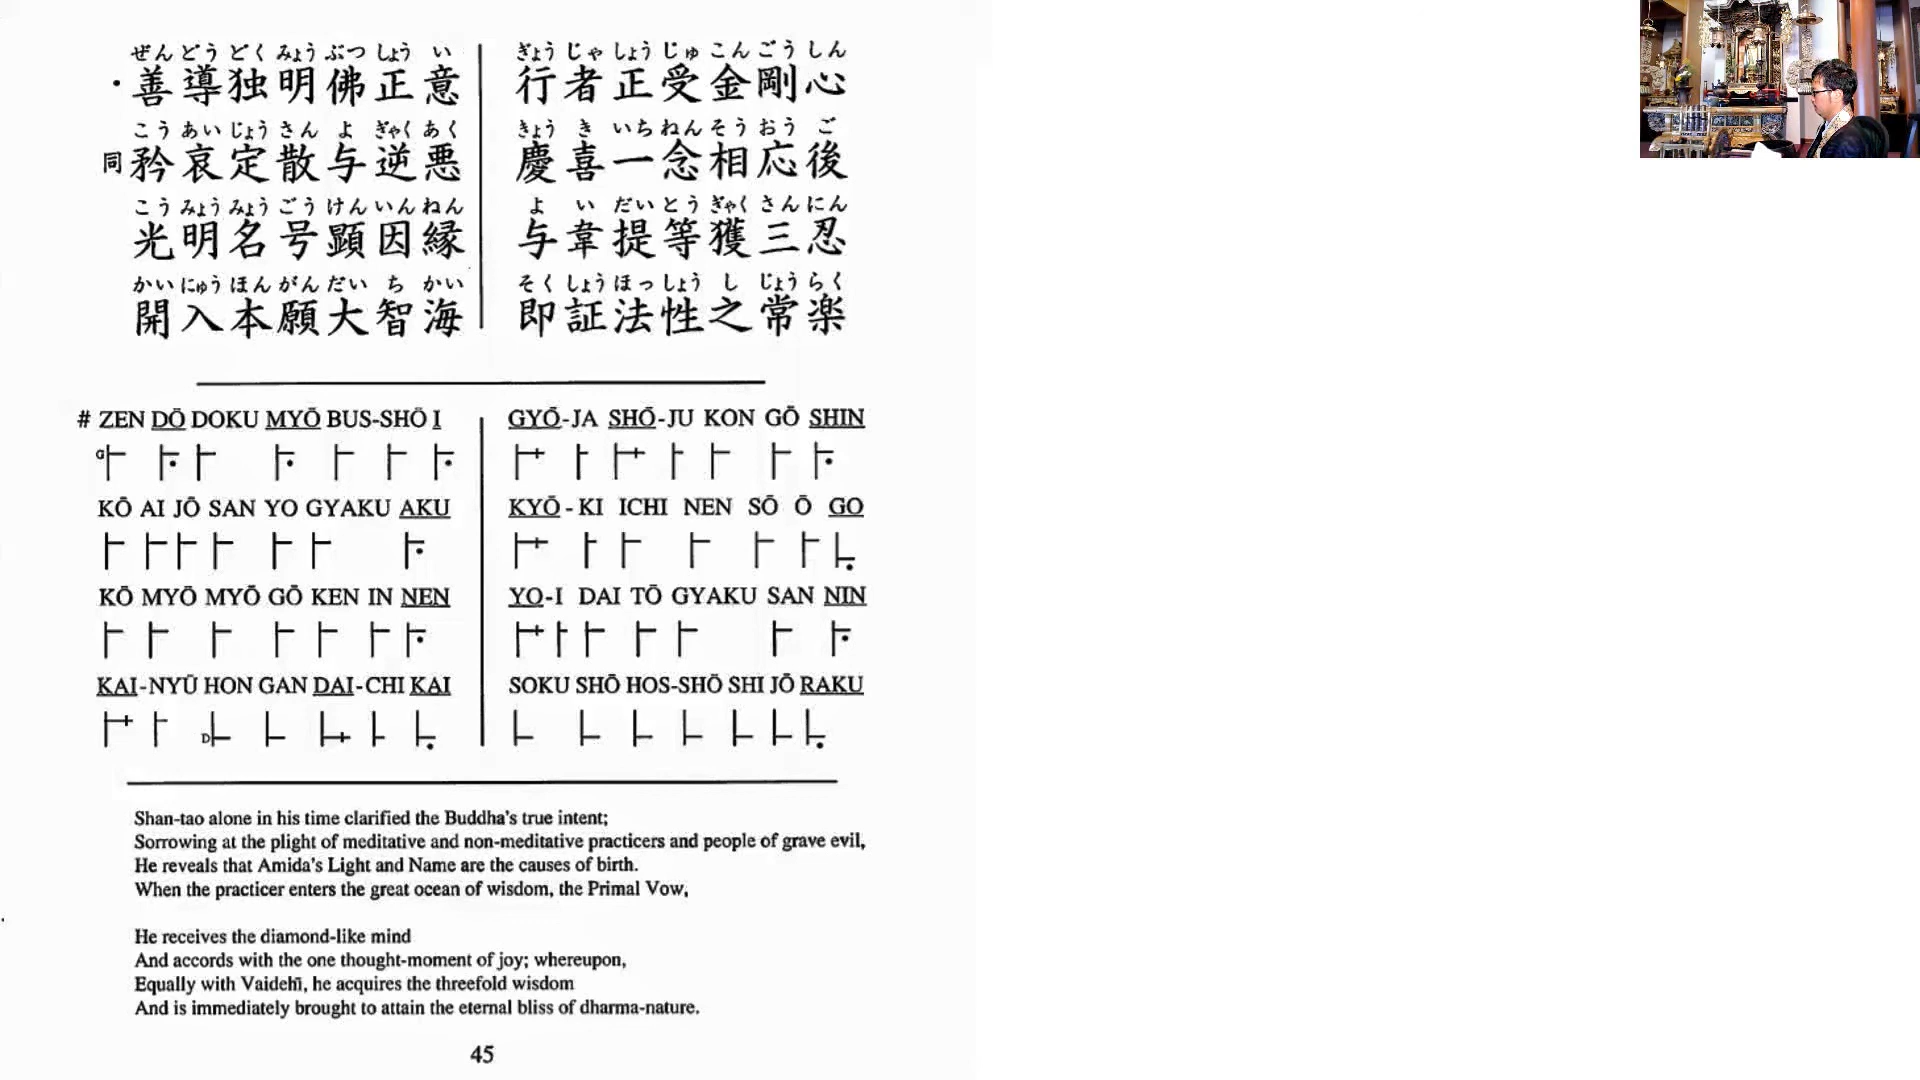 ぜんどうどくみょうぶつしょうい
・善導独明佛正意
こうあいじょうさんよぎゃくあく
同矜哀定散与逆悪
こうみょうみょうごうけんいんねん
光明名号顕因縁
かいにゅうほんがんだいちかい
開入本願大智海
ぎょうじゃしょうじゅこんごうしん
行者正受金剛心
きょうきいちねんそうおうご
慶喜一念相応後
よいだいとうぎゃくさんにん
与韋提等獲三忍
そくしょうほっしょうしじょうらく
即証法性之常楽
# ZEN DŌ DOKU MYŌ BUS-SHŌ I
G
KŌ AI JŌ SAN YO GYAKU AKU
KŌ MYŌ MYŌ GŌ KEN IN NEN
KAI-NYŪ HON GAN DAI-CHI KAI
D
GYŌ-JA SHŌ-JU KON GŌ SHIN
KYŌ-KI ICHI NEN SŌ Ō GO
YO-I DAI TŌ GYAKU SAN NIN
SOKU SHŌ HOS-SHŌ SHI JŌ RAKU
Shan-tao alone in his time clarified the Buddha's true intent;
Sorrowing at the plight of meditative and non-meditative practicers and people of grave evil,
He reveals that Amida's Light and Name are the causes of birth.
When the practicer enters the great ocean of wisdom, the Primal Vow,
He receives the diamond-like mind
And accords with the one thought-moment of joy; whereupon,
Equally with Vaidehī, he acquires the threefold wisdom
And is immediately brought to attain the eternal bliss of dharma-nature.
45